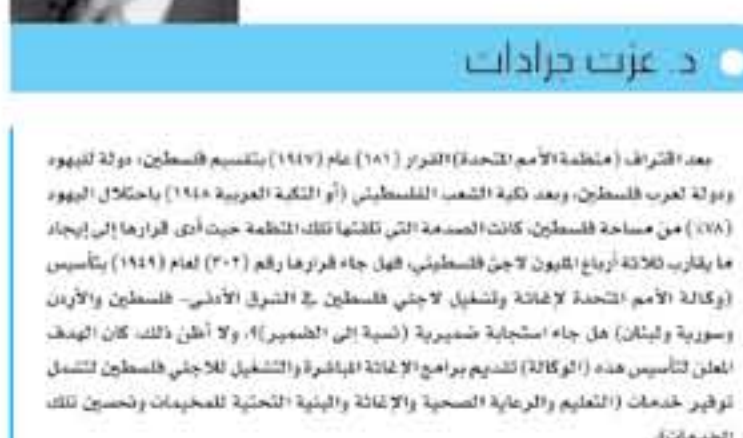 د. عزت جرادات
بعد اقتراف (منظمة الأمم المتحدة) القرار (١٨١) عام (١٩٤٧) بتقسيم فلسطين، دولة لليهود
ودولة لعرب فلسطين، وبعد نكبة الشعب الفلسطيني (أو النكبة العربية ١٩٤٨) باحتلال اليهود
(٧٨٪) من مساحة فلسطين، كانت الصدمة التي تلقتها تلك المنظمة حيث أدى قرارها إلى إيجاد
ما يقارب ثلاثة أرباع المليون لاجئ فلسطيني، فهل جاء قرارها رقم (٣٠٢) لعام (١٩٤٩) بتأسيس
(وكالة الأمم المتحدة لإغاثة وتشغيل لاجئي فلسطين في الشرق الأدنى- فلسطين والأردن
وسورية ولبنان) هل جاء استجابة ضميرية (نسبة إلى الضمير)؟، ولا أظن ذلك، كان الهدف
المعلن لتأسيس هذه (الوكالة) تقديم برامج الإغاثة المباشرة والتشغيل للاجئي فلسطين لتشمل
توفير خدمات (التعليم والرعاية الصحية والإغاثة والبنية التحتية للمخيمات وتحسين تلك